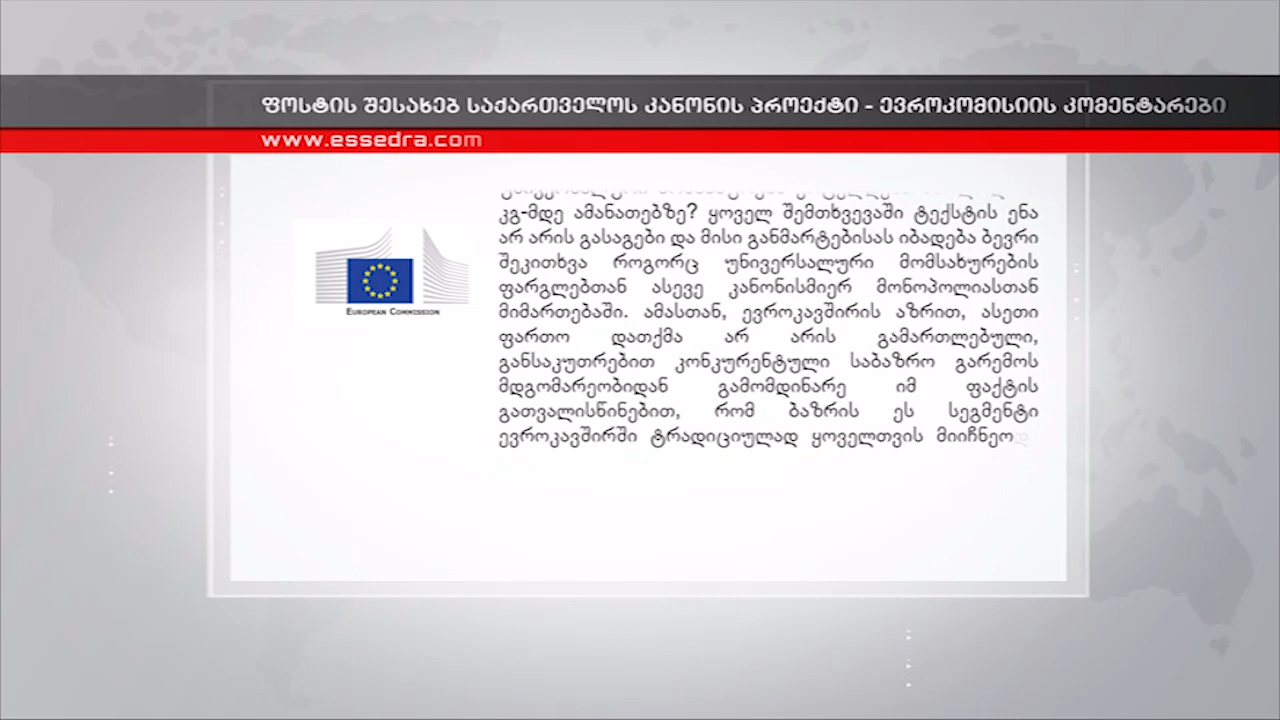 ფოსტის შესახებ საქართველოს კანონის პროექტი - ევროკომისიის კომენტარები
www.essedra.com
კგ-მდე ამანათებზე? ყოველ შემთხვევაში ტექსტის ენა
არ არის გასაგები და მისი განმარტებისას იბადება ბევრი
შეკითხვა როგორც უნივერსალური მომსახურების
ფარგლებთან ასევე კანონისმიერ მონოპოლიასთან
მიმართებაში. ამასთან, ევროკავშირის აზრით, ასეთი
ფართო დათქმა არ არის გამართლებული,
განსაკუთრებით კონკურენტული საბაზრო გარემოს
მდგომარეობიდან გამომდინარე იმ ფაქტის
გათვალისწინებით, რომ ბაზრის ეს სეგმენტი
ევროკავშირში ტრადიციულად ყოველთვის მიიჩნეოდ
European Commission